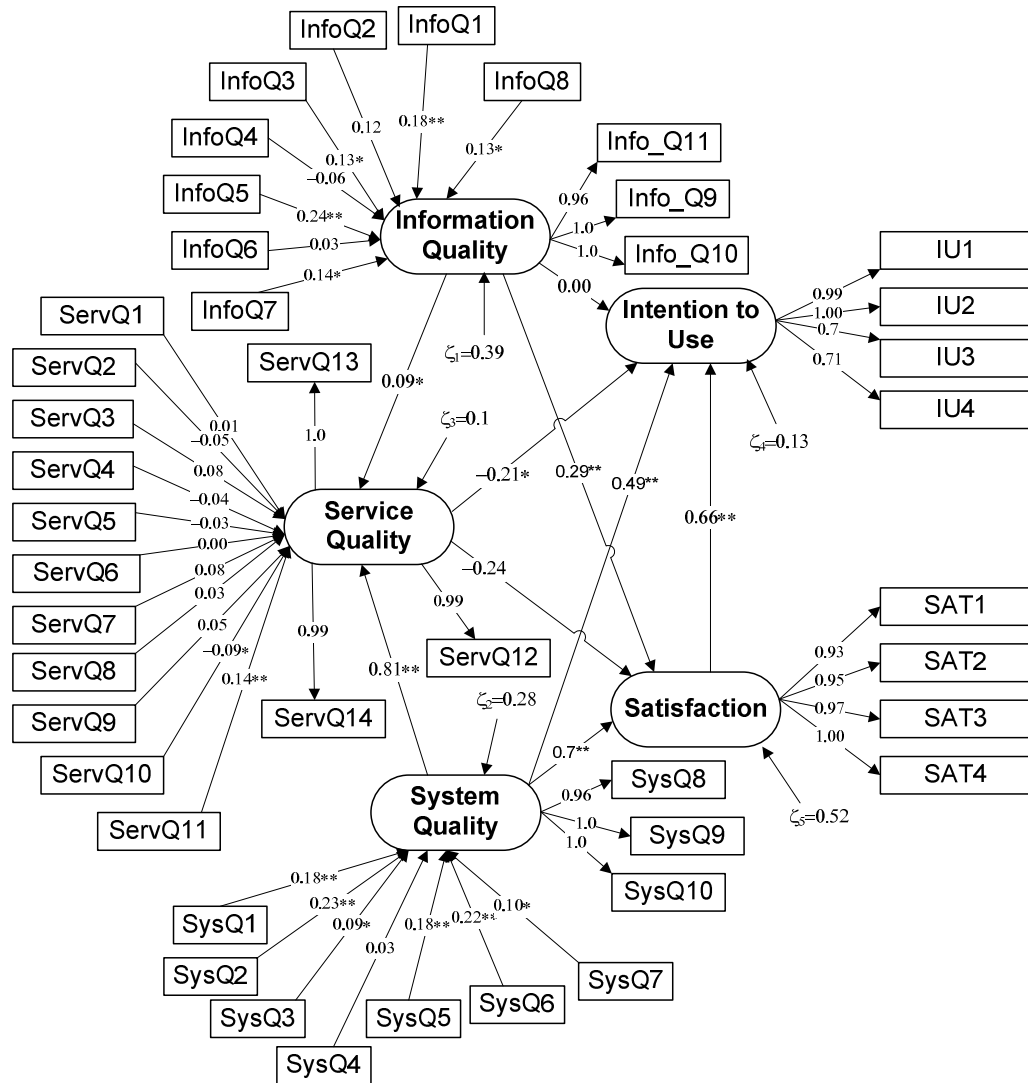 InfoQ1
InfoQ2
InfoQ3
InfoQ8
InfoQ4
InfoQ5
InfoQ6
InfoQ7
0.12
0.18**
0.13*
0.13*
−0.06
0.24**
0.03
0.14*
Information
Quality
Info_Q11
Info_Q9
Info_Q10
0.96
1.0
1.0
0.00
Intention to
Use
IU1
IU2
IU3
IU4
0.99
1.00
0.7
0.71
ζ1=0.39
ζ3=0.1
ζ4=0.13
0.09*
ServQ1
ServQ2
ServQ3
ServQ4
ServQ5
ServQ6
ServQ7
ServQ8
ServQ9
ServQ10
ServQ11
0.01
−0.05
0.08
−0.04
−0.03
0.00
0.08
0.03
0.05
−0.09*
0.14**
ServQ13
1.0
Service
Quality
−0.21*
0.29**
0.49**
0.66**
−0.24
0.99
0.99
ServQ12
ServQ14
0.81**
ζ2=0.28
Satisfaction
SAT1
SAT2
SAT3
SAT4
0.93
0.95
0.97
1.00
ζ5=0.52
0.7**
System
Quality
SysQ8
SysQ9
SysQ10
0.96
1.0
1.0
0.18**
0.23**
0.09*
0.03
0.18**
0.22**
0.10*
SysQ1
SysQ2
SysQ3
SysQ4
SysQ5
SysQ6
SysQ7